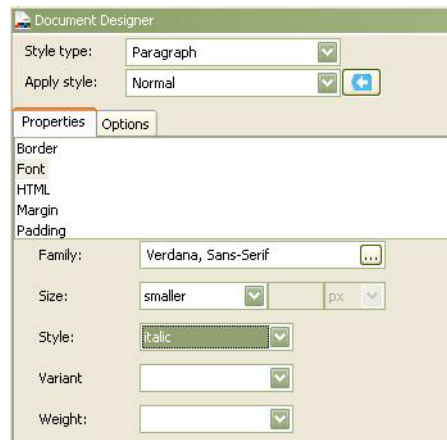 Document Designer
Style type: Paragraph
Apply style: Normal
Properties Options
Border
Font
HTML
Margin
Padding
Family: Verdana, Sans-Serif ...
Size: smaller px
Style: italic
Variant
Weight: